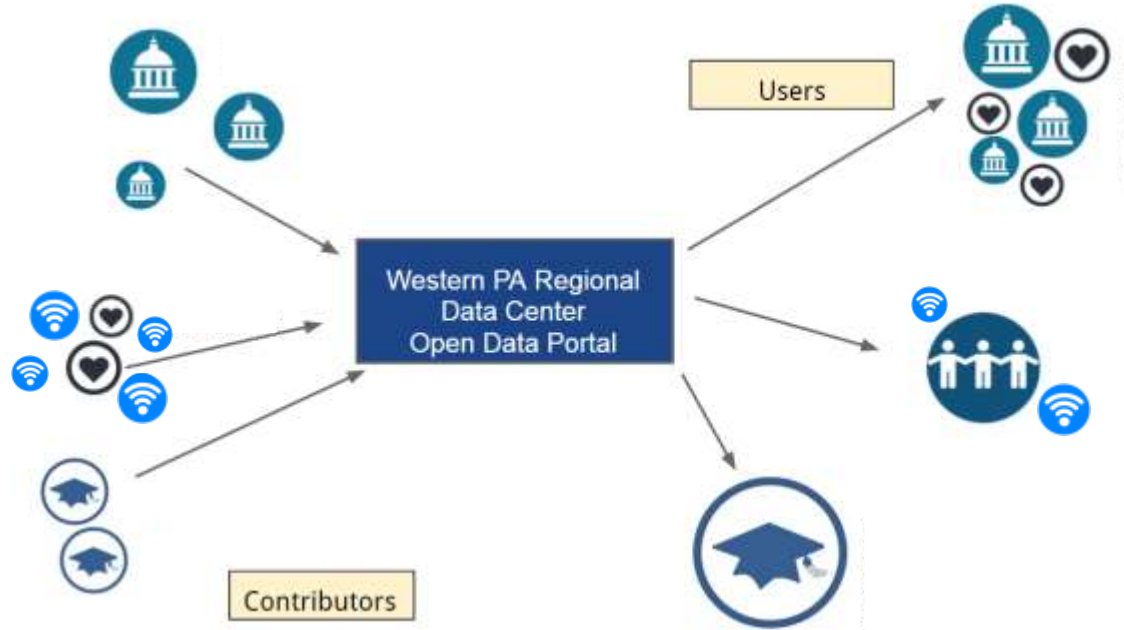 Users
Western PA Regional
Data Center
Open Data Portal
Contributors